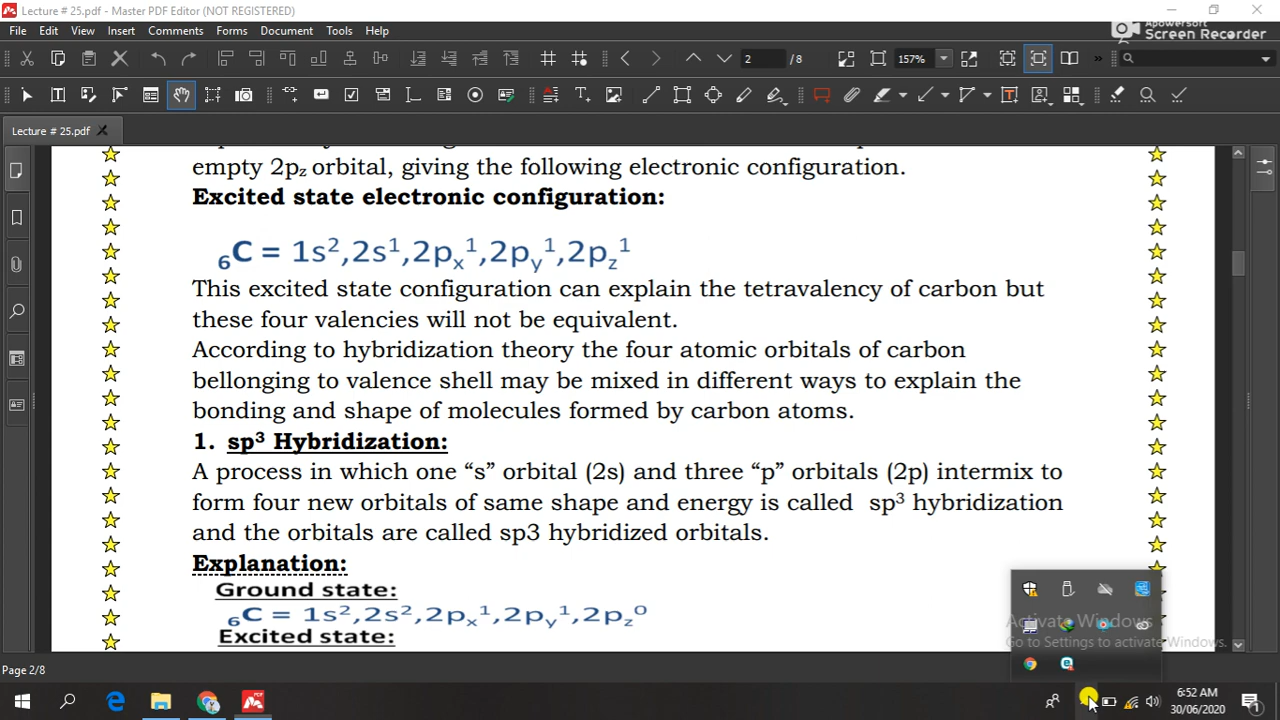 Lecture # 25.pdf - Master PDF Editor (NOT REGISTERED)
File Edit View Insert Comments Forms Document Tools Help
Apowersoft
Screen Recorder
2 /8 157%
Lecture # 25.pdf
empty 2pz orbital, giving the following electronic configuration.
Excited state electronic configuration:
₆C = 1s²,2s¹,2pₓ¹,2py¹,2pz¹
This excited state configuration can explain the tetravalency of carbon but
these four valencies will not be equivalent.
According to hybridization theory the four atomic orbitals of carbon
bellonging to valence shell may be mixed in different ways to explain the
bonding and shape of molecules formed by carbon atoms.
1. sp³ Hybridization:
A process in which one “s” orbital (2s) and three “p” orbitals (2p) intermix to
form four new orbitals of same shape and energy is called sp³ hybridization
and the orbitals are called sp3 hybridized orbitals.
Explanation:
Ground state:
₆C = 1s²,2s²,2pₓ¹,2py¹,2pz⁰
Excited state:
Activate Windows
Go to Settings to activate Windows.
Page 2/8
6:52 AM
30/06/2020
1